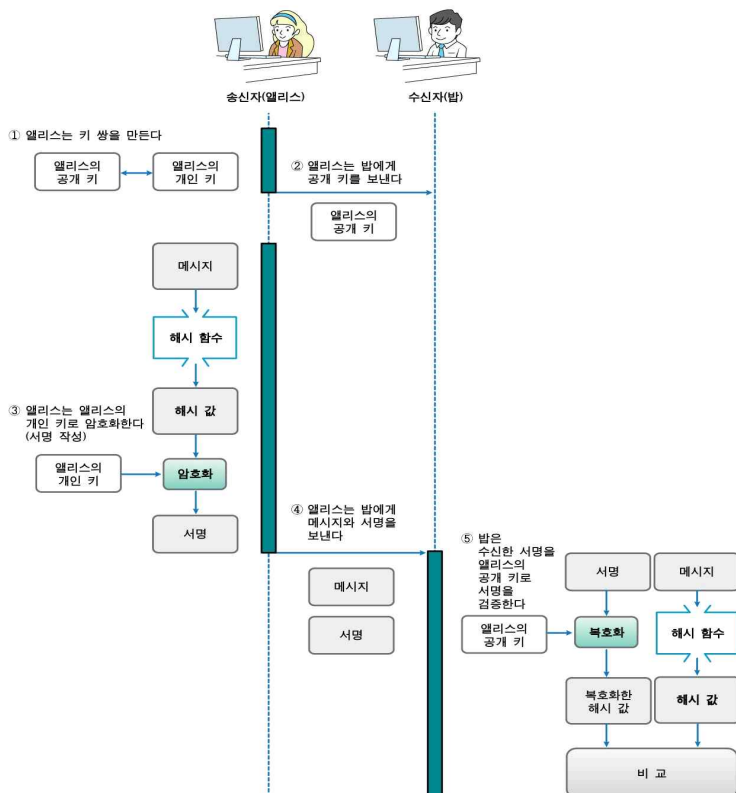 송신자(앨리스)
수신자(밥)
① 앨리스는 키 쌍을 만든다
앨리스의
공개 키
앨리스의
개인 키
② 앨리스는 밥에게
공개 키를 보낸다
앨리스의
공개 키
메시지
해시 함수
해시 값
③ 앨리스는 앨리스의
개인 키로 암호화한다
(서명 작성)
앨리스의
개인 키
암호화
서명
④ 앨리스는 밥에게
메시지와 서명을
보낸다
메시지
서명
⑤ 밥은
수신한 서명을
앨리스의
공개 키로
서명을
검증한다
앨리스의
공개 키
서명
복호화
복호화한
해시 값
메시지
해시 함수
해시 값
비 교